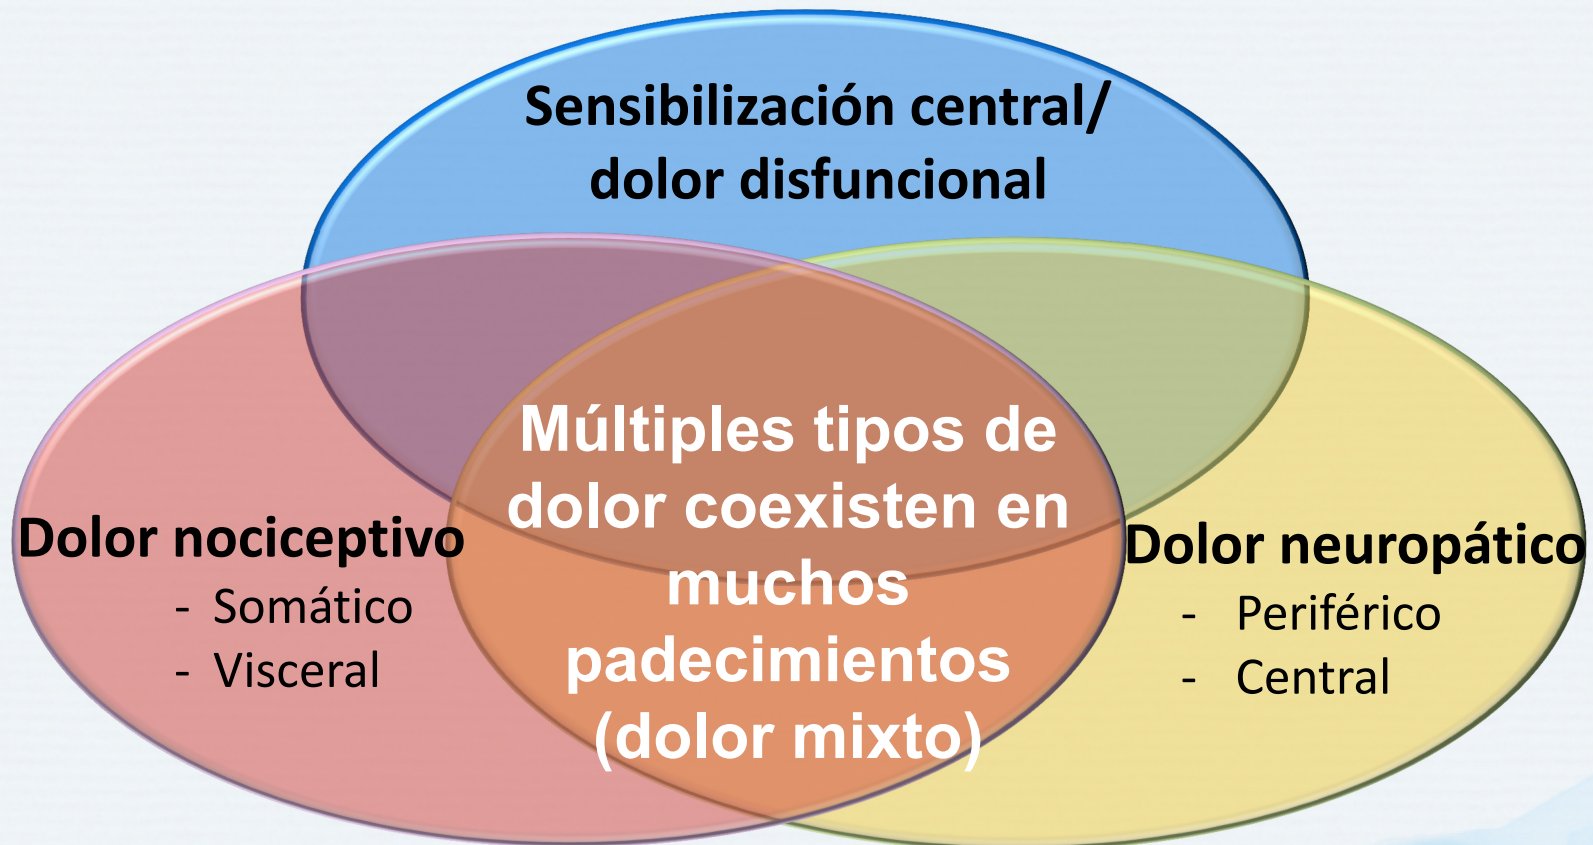 Sensibilización central/
dolor disfuncional
Múltiples tipos de
dolor coexisten en
muchos
padecimientos
(dolor mixto)
Dolor nociceptivo
- Somático
- Visceral
Dolor neuropático
- Periférico
- Central